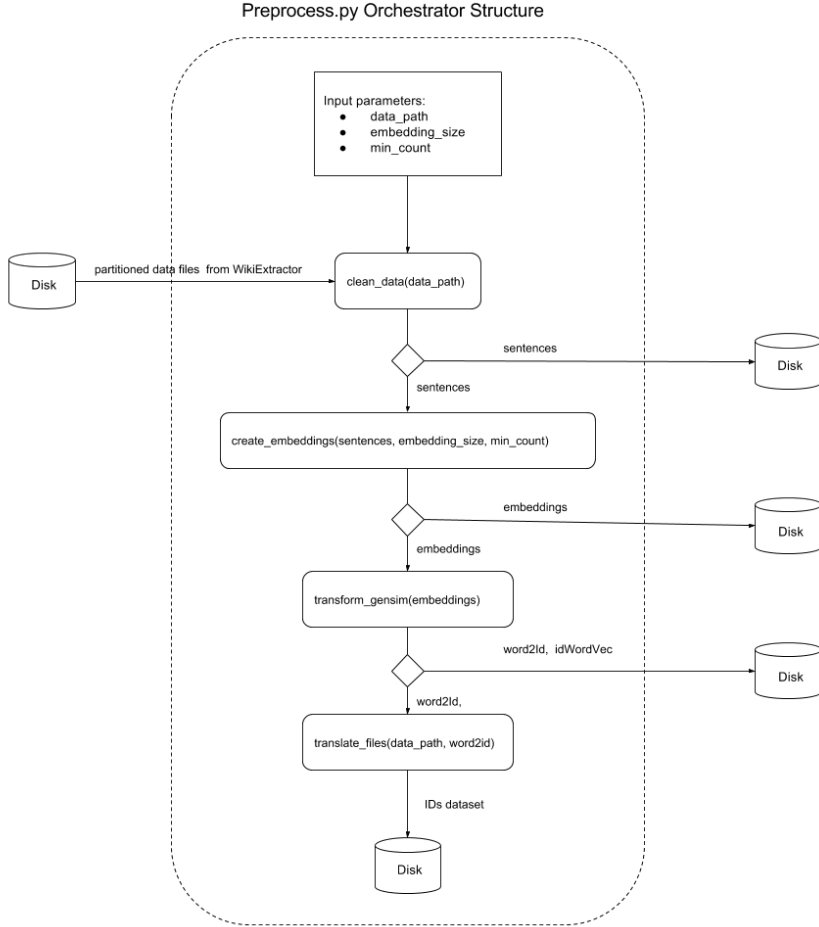 Preprocess.py Orchestrator Structure
Input parameters:
● data_path
● embedding_size
● min_count
partitioned data files from WikiExtractor
Disk
clean_data(data_path)
sentences
Disk
sentences
create_embeddings(sentences, embedding_size, min_count)
embeddings
Disk
embeddings
transform_gensim(embeddings)
word2Id, idWordVec
Disk
word2Id,
translate_files(data_path, word2id)
IDs dataset
Disk